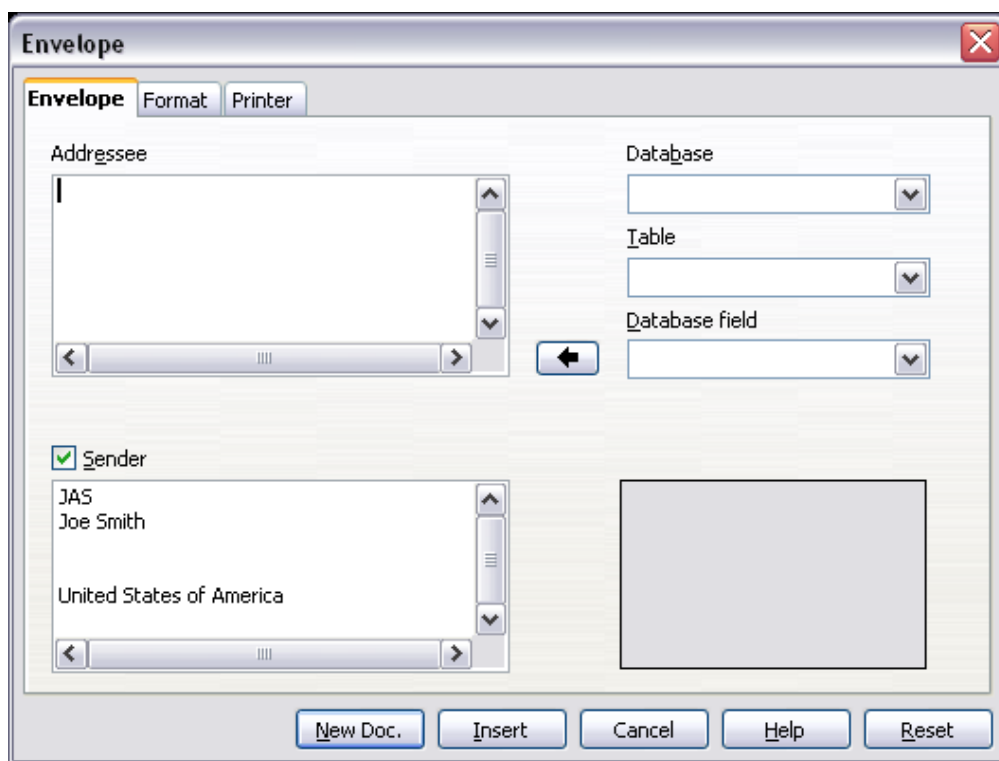 Envelope
Envelope Format Printer
Addressee
Database
Table
Database field
Sender
JAS
Joe Smith
United States of America
New Doc. Insert Cancel Help Reset